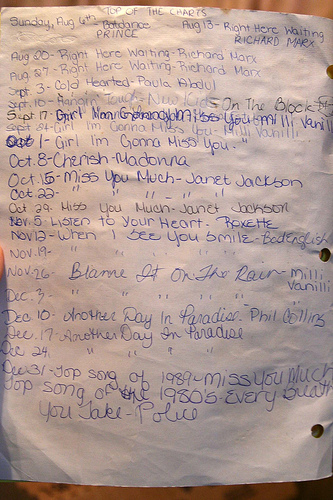 TOP OF THE CHARTS
Sunday, Aug 6th - Batdance Aug 13 - Right Here Waiting
PRINCE RICHARD MARX
Aug 20 - Right Here Waiting - Richard Marx
Aug 27 - Right Here Waiting - Richard Marx
Sept. 3 - Cold Hearted - Paula Abdul
Sept. 10 - Hangin' Tough - New Kids On The Block
Sept 17 - Girl I'm Gonna Miss You - Milli Vanilli
Sept 24 - Girl I'm Gonna Miss You - Milli Vanilli
Oct 1 - Girl I'm Gonna Miss You - "
Oct 8 - Cherish - Madonna
Oct. 15 - Miss You Much - Janet Jackson
Oct 22 - " " " - " "
Oct 29 - Miss You Much - Janet Jackson
Nov. 5 - Listen to Your Heart - Roxette
Nov 12 - When I See You Smile - Bad English
Nov. 19 - " " " " "
Nov. 26 - Blame It On The Rain - Milli Vanilli
Dec. 3 - " " " " "
Dec. 10 - Another Day In Paradise - Phil Collins
Dec. 17 - Another Day In Paradise
Dec 24 " " " "
Dec. 31 - Top song of 1989 - Miss You Much
Top song of the 1980's - Every Breath
You Take - Police